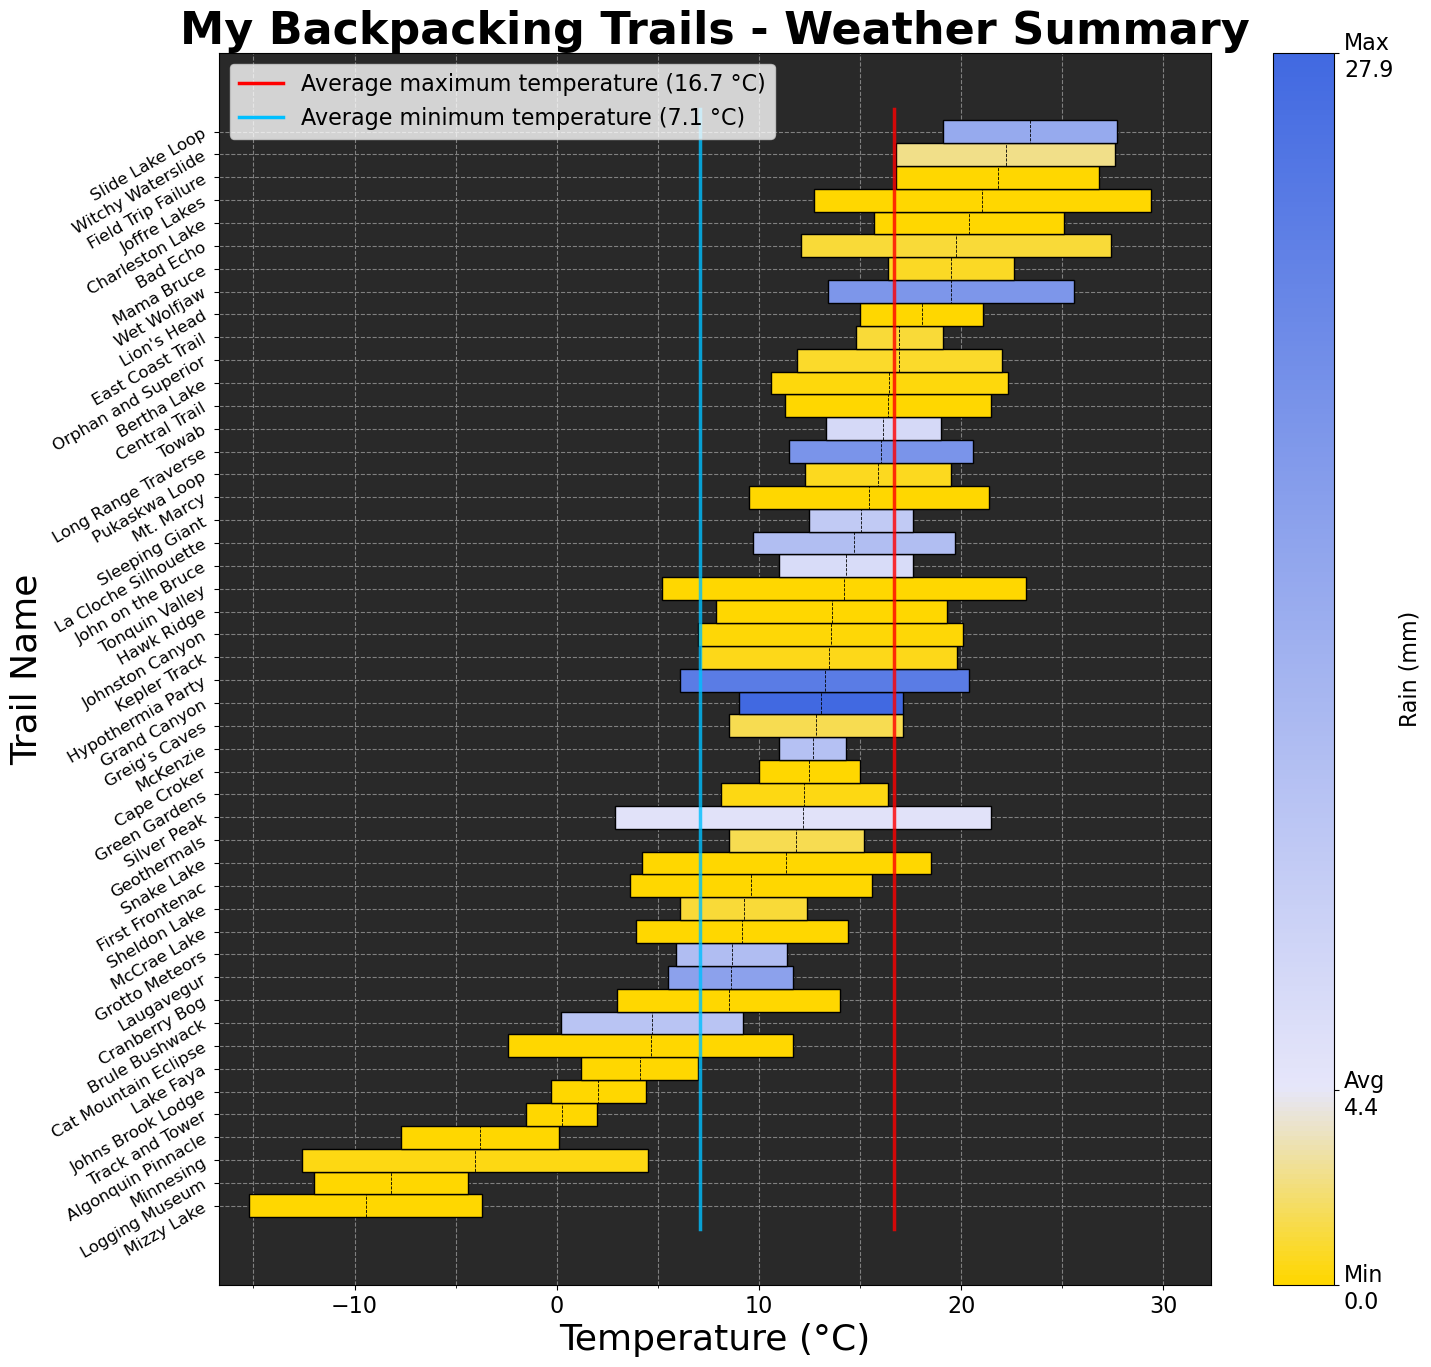 My Backpacking Trails - Weather Summary
Average maximum temperature (16.7 °C)
Average minimum temperature (7.1 °C)
Trail Name
Slide Lake Loop
Witchy Waterslide
Field Trip Failure
Joffre Lakes
Charleston Lake
Bad Echo
Mama Bruce
Wet Wolfjaw
Lion's Head
East Coast Trail
Orphan and Superior
Bertha Lake
Central Trail
Towab
Long Range Traverse
Pukaskwa Loop
Mt. Marcy
Sleeping Giant
La Cloche Silhouette
John on the Bruce
Tonquin Valley
Hawk Ridge
Johnston Canyon
Kepler Track
Hypothermia Party
Grand Canyon
Greig's Caves
McKenzie
Cape Croker
Green Gardens
Silver Peak
Geothermals
Snake Lake
First Frontenac
Sheldon Lake
McCrae Lake
Grotto Meteors
Laugavegur
Cranberry Bog
Brule Bushwack
Cat Mountain Eclipse
Lake Faya
Johns Brook Lodge
Track and Tower
Algonquin Pinnacle
Minnesing
Logging Museum
Mizzy Lake
−10 0 10 20 30
Temperature (°C)
Max
27.9
Avg
4.4
Min
0.0
Rain (mm)